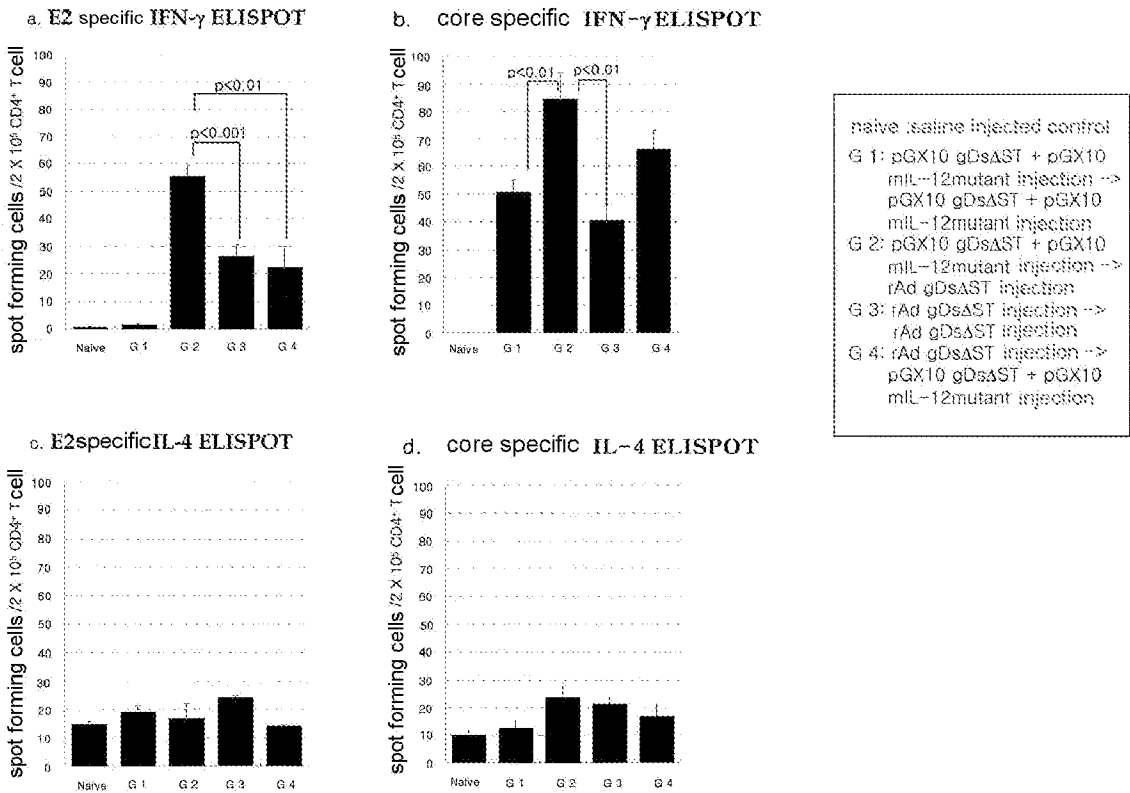 a. E2 specific IFN-γ ELISPOT
spot forming cells /2 X 10⁵ CD4⁺ T cell
100
90
80
70
60
50
40
30
20
10
0
p<0.01
p<0.001
Naive G 1 G 2 G 3 G 4
b. core specific IFN-γ ELISPOT
spot forming cells /2 X 10⁵ CD4⁺ T cell
100
90
80
70
60
50
40
30
20
10
0
p<0.01 p<0.01
Naive G 1 G 2 G 3 G 4
naive :saline injected control
G 1: pGX10 gDsΔST + pGX10
mIL-12mutant injection ->
pGX10 gDsΔST + pGX10
mIL-12mutant injection
G 2: pGX10 gDsΔST + pGX10
mIL-12mutant injection ->
rAd gDsΔST injection
G 3: rAd gDsΔST injection ->
rAd gDsΔST injection
G 4: rAd gDsΔST injection ->
pGX10 gDsΔST + pGX10
mIL-12mutant injection
c. E2specific IL-4 ELISPOT
spot forming cells /2 X 10⁵ CD4⁺ T cell
100
90
80
70
60
50
40
30
20
10
0
Naive G 1 G 2 G 3 G 4
d. core specific IL-4 ELISPOT
spot forming cells /2 X 10⁵ CD4⁺ T cell
100
90
80
70
60
50
40
30
20
10
0
Naive G 1 G 2 G 3 G 4